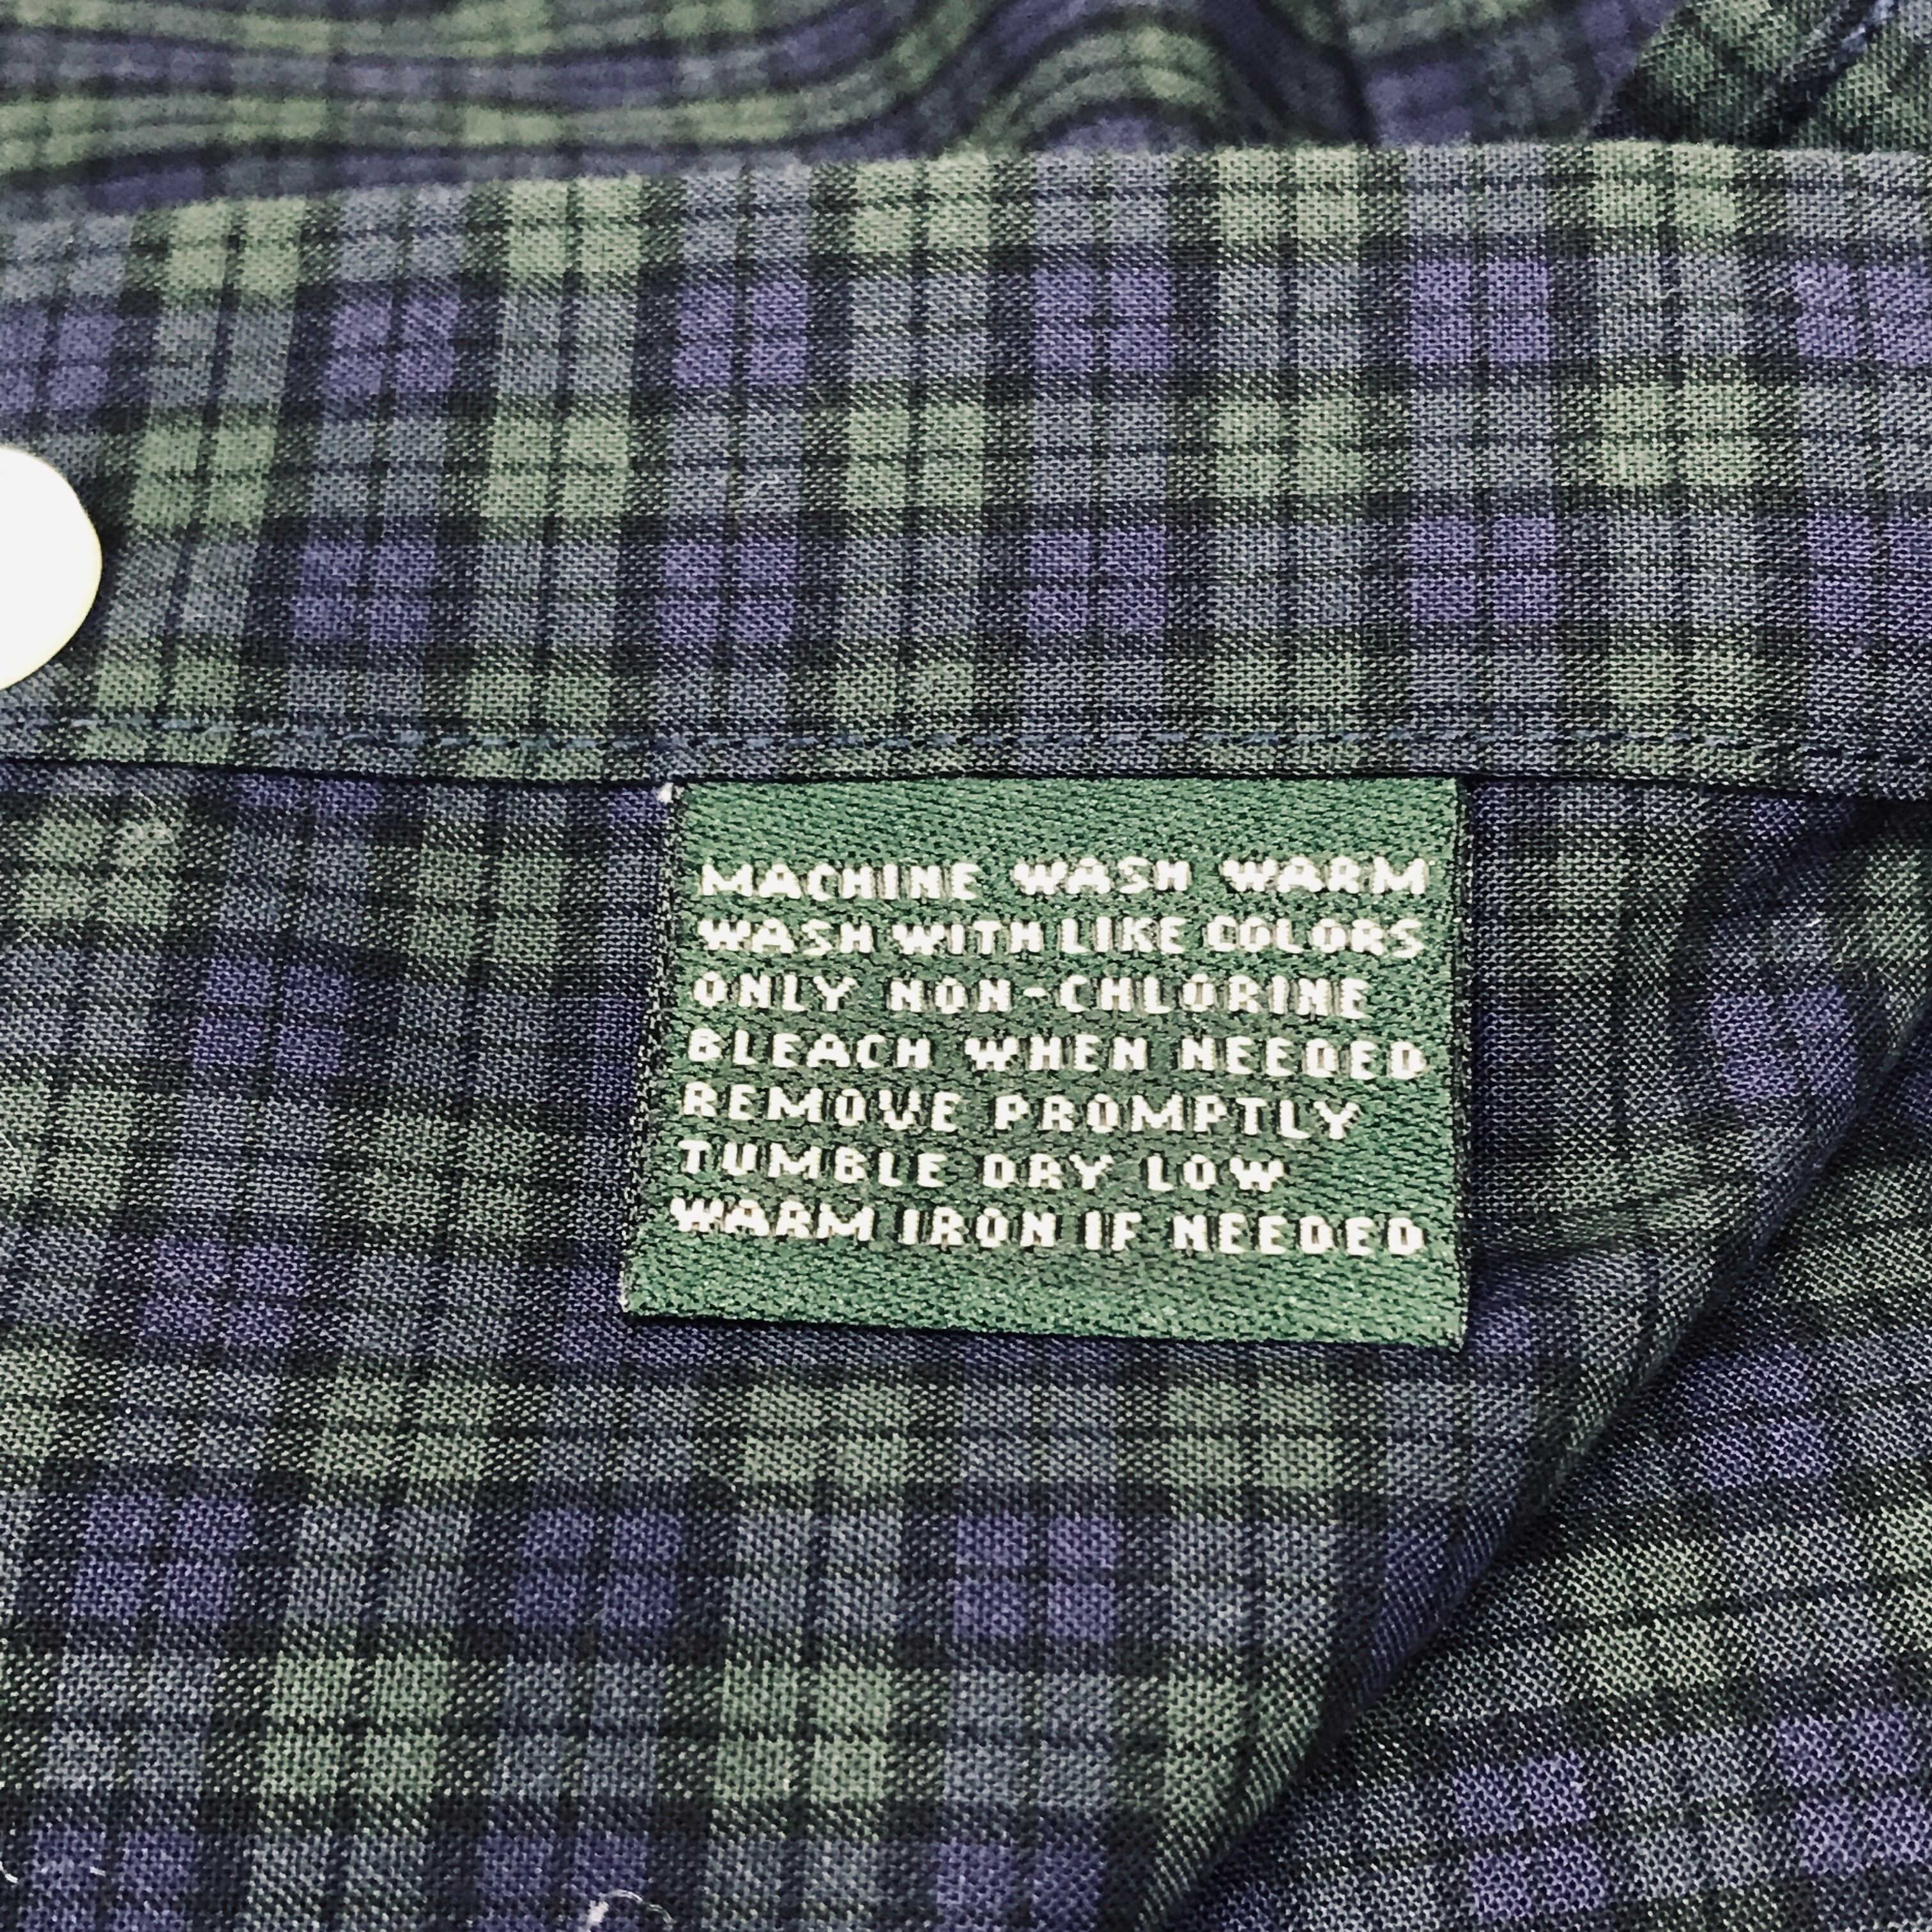 MACHINE WASH WARM
WASH WITH LIKE COLORS
ONLY NON-CHLORINE
BLEACH WHEN NEEDED
REMOVE PROMPTLY
TUMBLE DRY LOW
WARM IRON IF NEEDED